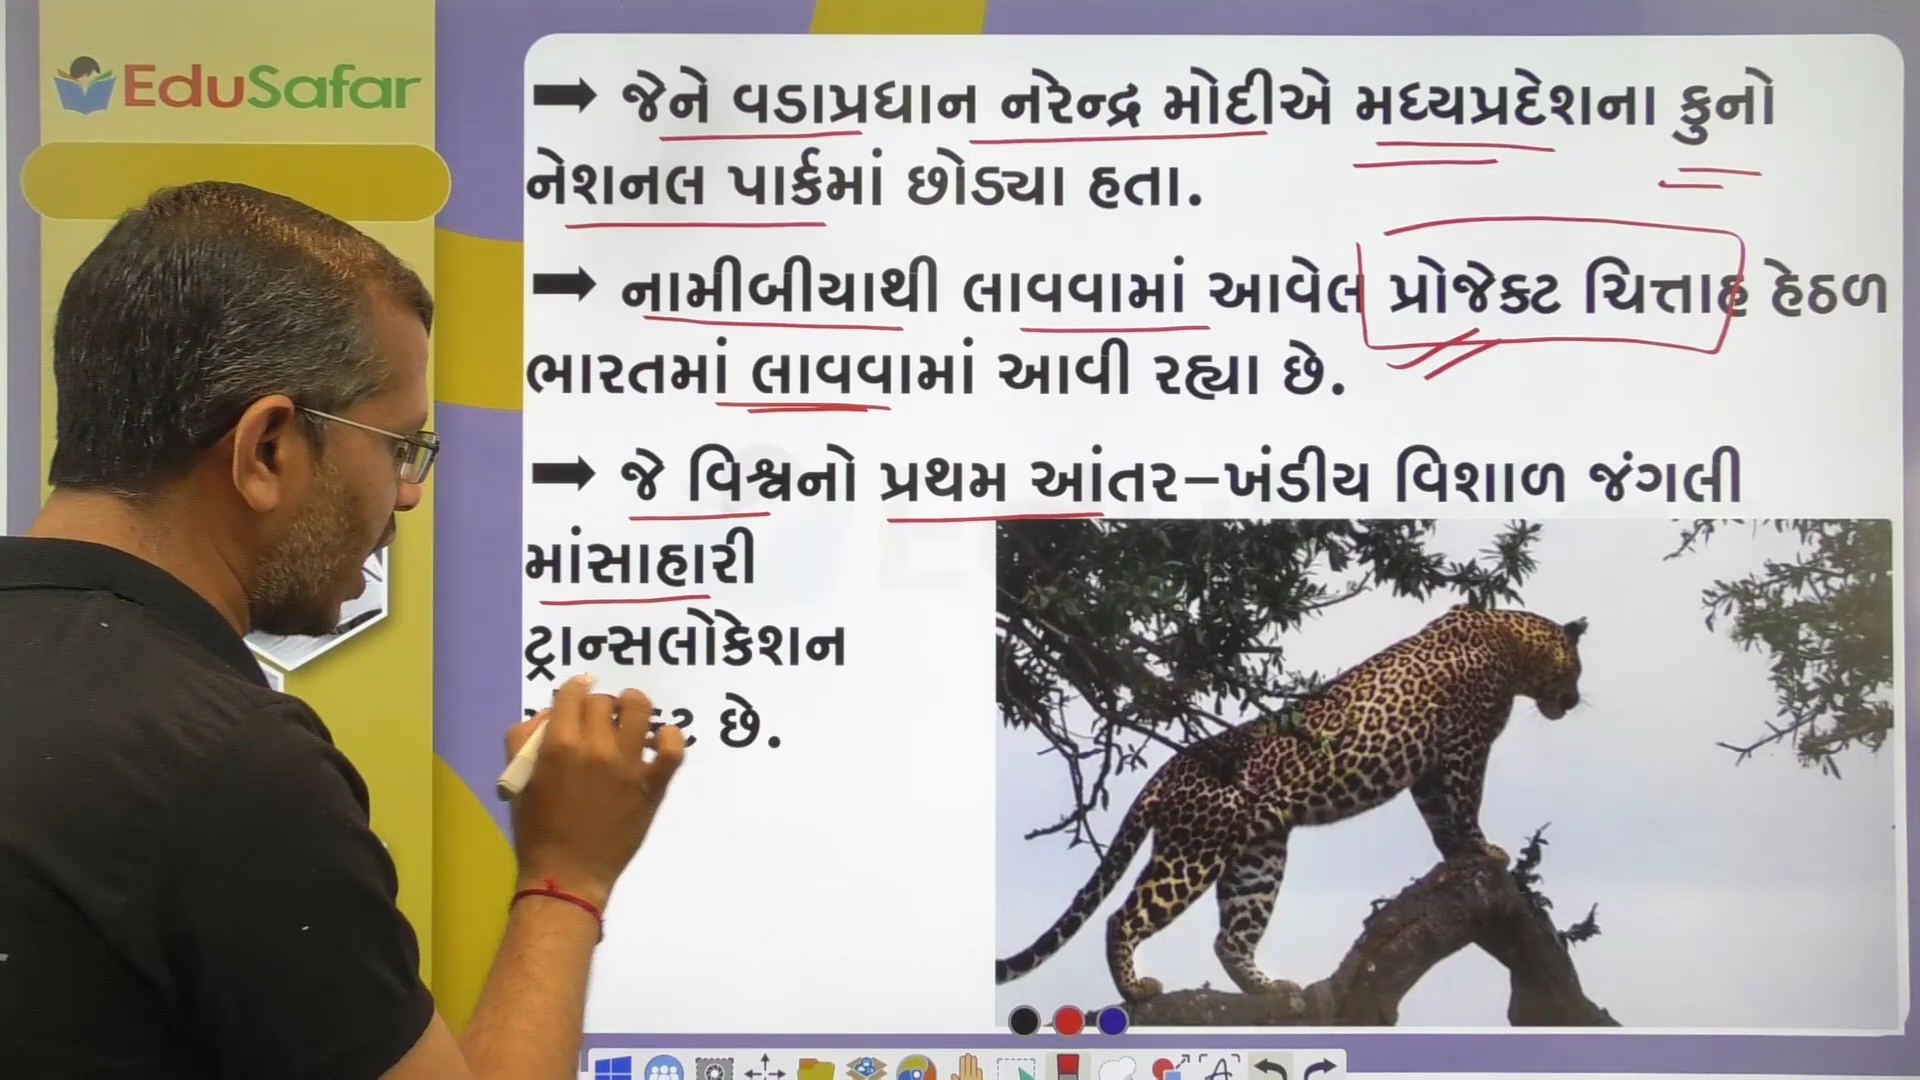 EduSafar
➡ જેને વડાપ્રધાન નરેન્દ્ર મોદીએ મધ્યપ્રદેશના કુનો
નેશનલ પાર્કમાં છોડ્યા હતા.
➡ નામીબીયાથી લાવવામાં આવેલ પ્રોજેક્ટ ચિત્તાહ હેઠળ
ભારતમાં લાવવામાં આવી રહ્યા છે.
➡ જે વિશ્વનો પ્રથમ આંતર–ખંડીય વિશાળ જંગલી
માંસાહારી
ટ્રાન્સલોકેશન
છે.